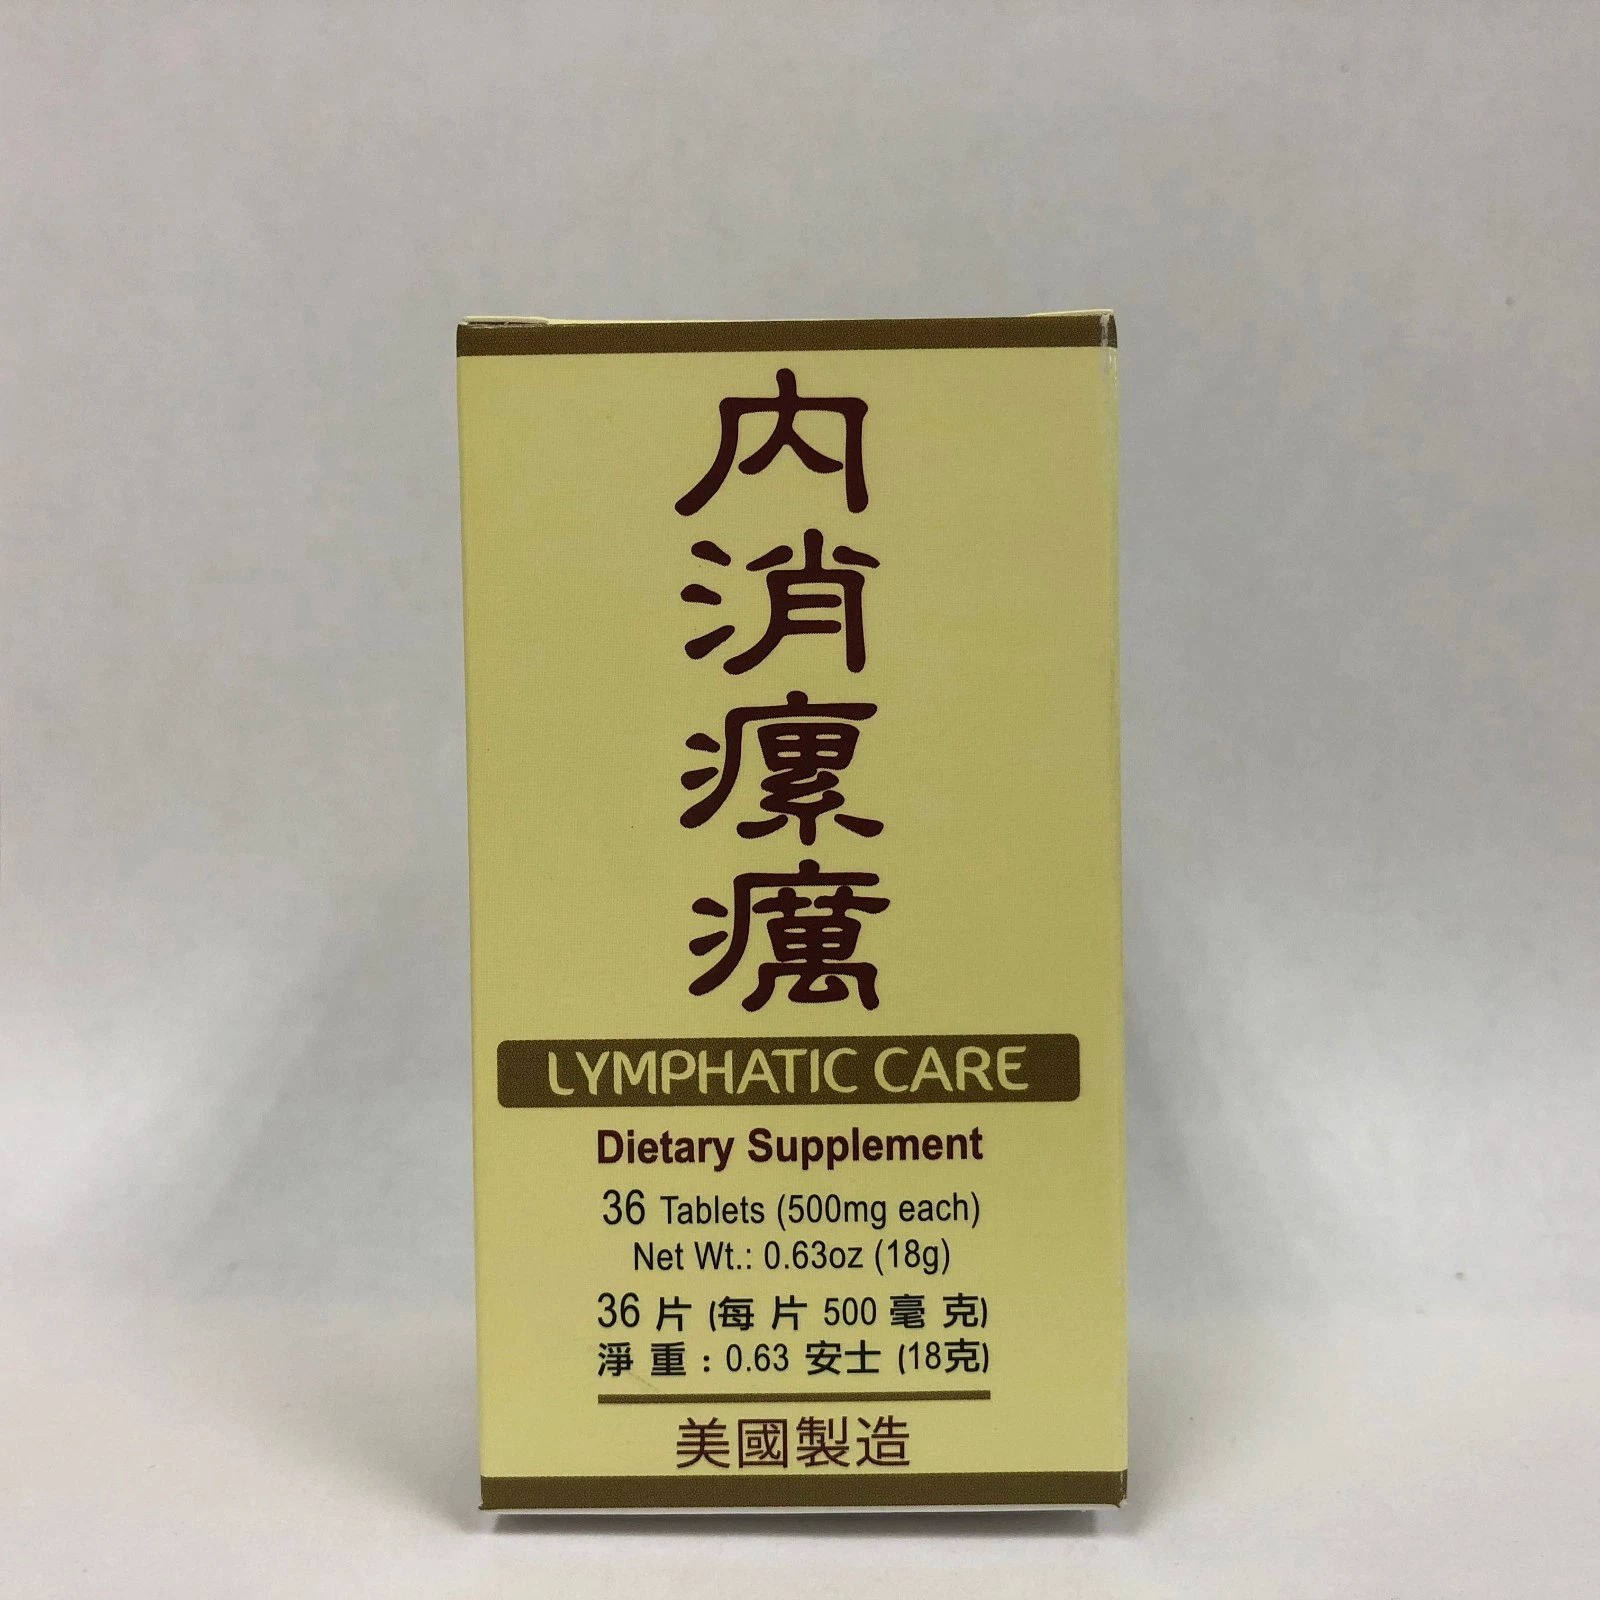 內消瘰癧
LYMPHATIC CARE
Dietary Supplement
36 Tablets (500mg each)
Net Wt.: 0.63oz (18g)
36 片 (每 片 500 毫 克)
淨 重 : 0.63 安士 (18克)
美國製造